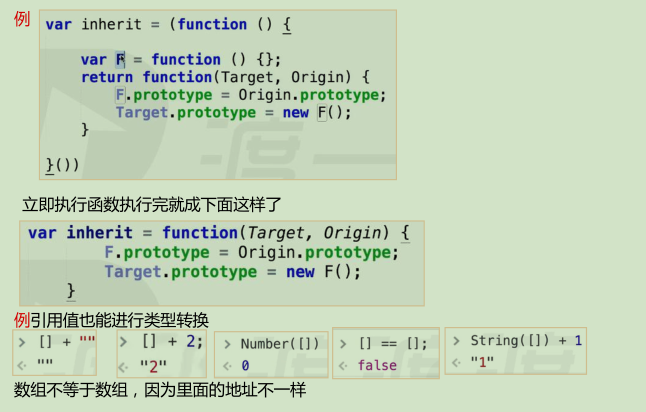 例
var inherit = (function () {
var F = function () {};
return function(Target, Origin) {
F.prototype = Origin.prototype;
Target.prototype = new F();
}
}())
立即执行函数执行完就成下面这样了
var inherit = function(Target, Origin) {
F.prototype = Origin.prototype;
Target.prototype = new F();
}
例引用值也能进行类型转换
> [] + ""
<· ""
> [] + 2;
<· "2"
> Number([])
<· 0
> [] == [];
<· false
> String([]) + 1
<· "1"
数组不等于数组，因为里面的地址不一样